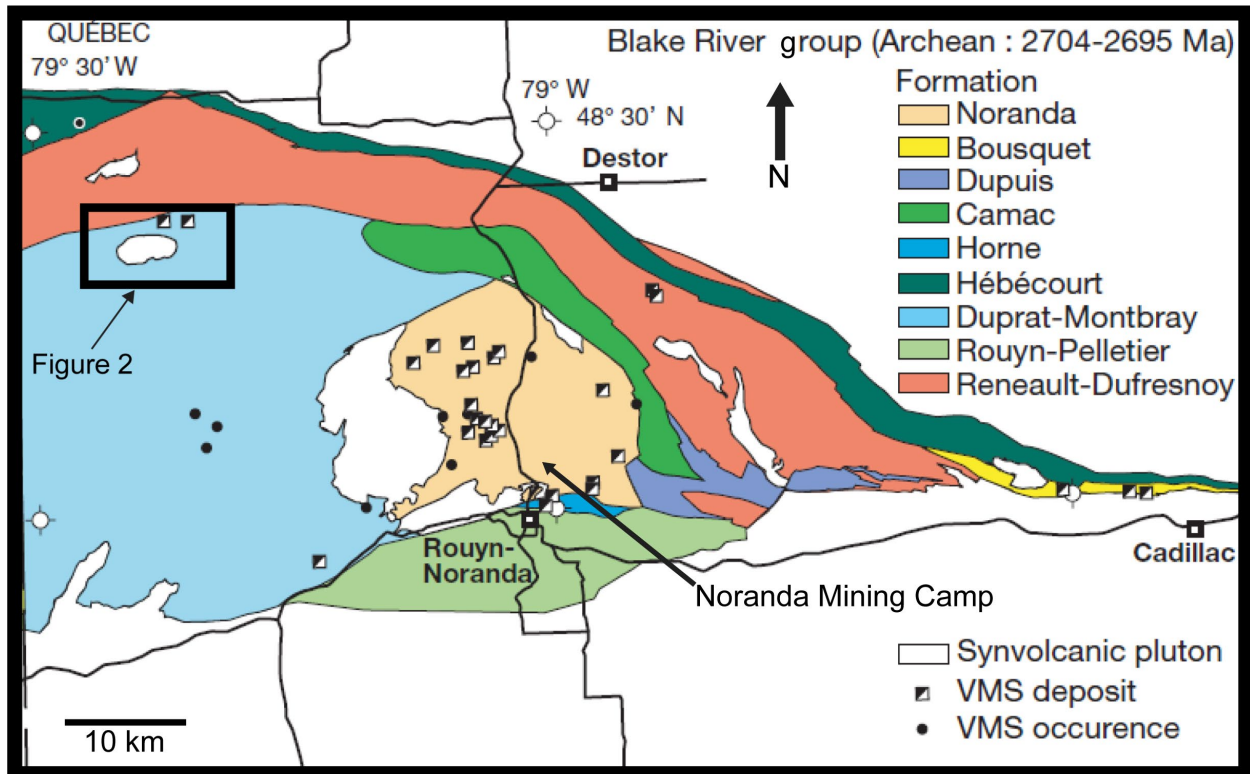 QUÉBEC
79° 30' W
Blake River group (Archean : 2704-2695 Ma)
79° W
48° 30' N
Destor
N
Formation
Noranda
Bousquet
Dupuis
Camac
Horne
Hébécourt
Duprat-Montbray
Rouyn-Pelletier
Reneault-Dufresnoy
Figure 2
Rouyn-
Noranda
Cadillac
Noranda Mining Camp
Synvolcanic pluton
VMS deposit
VMS occurence
10 km